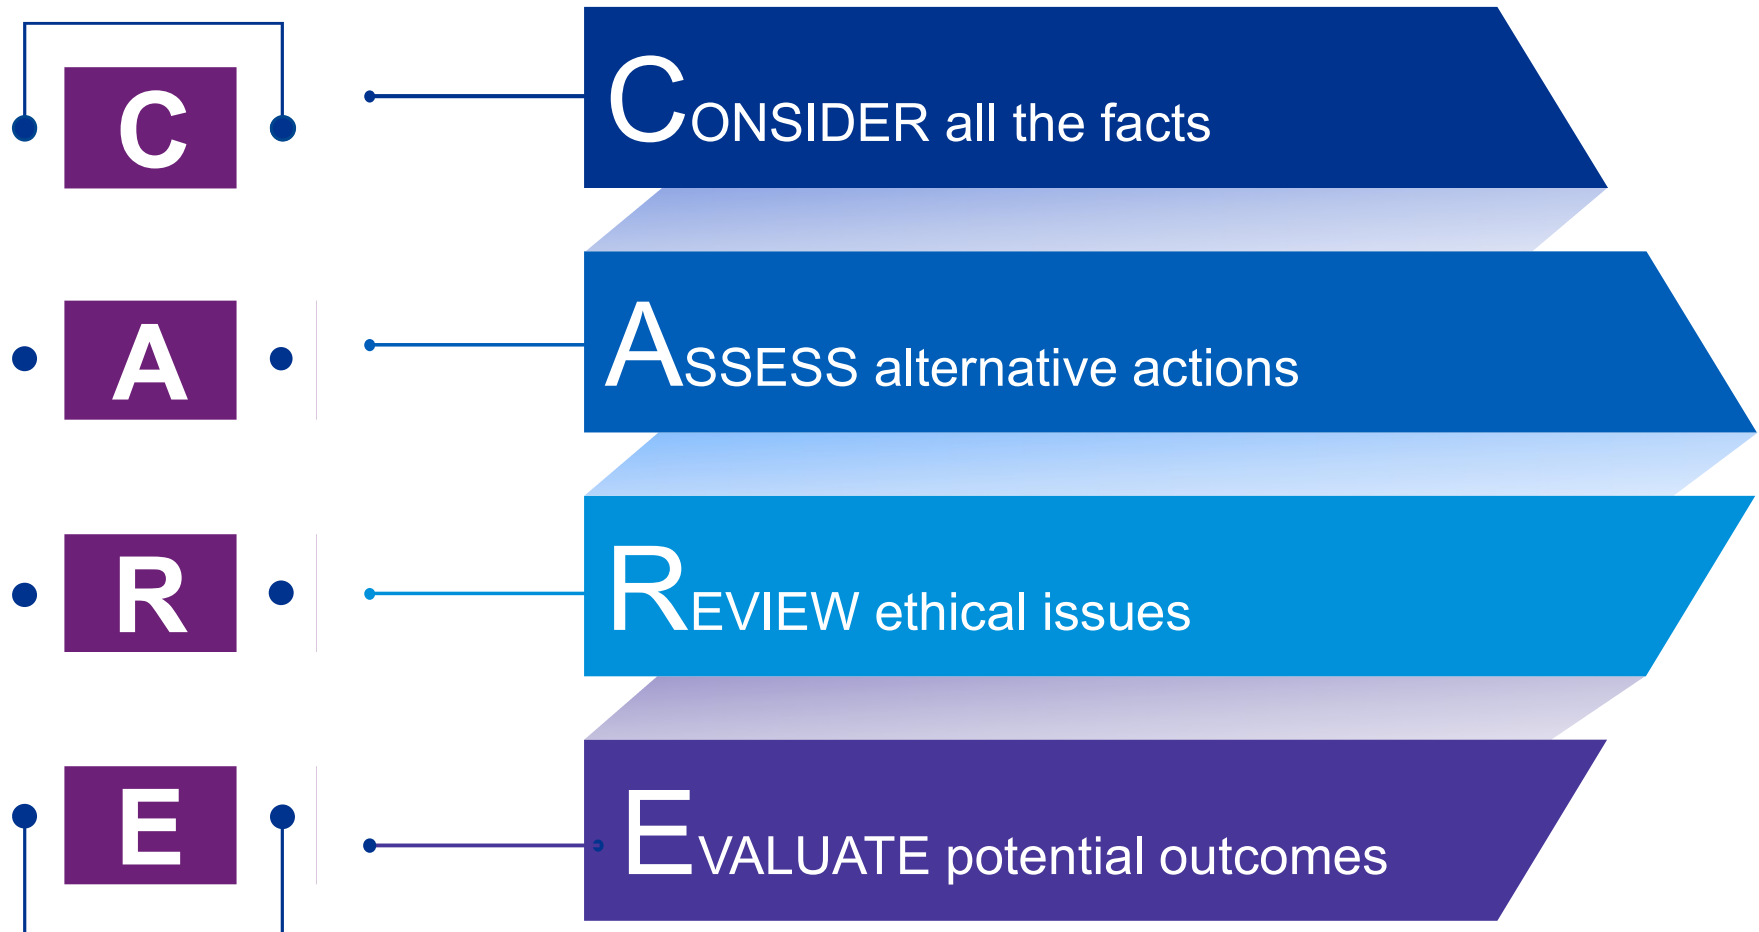 C
CONSIDER all the facts
A
ASSESS alternative actions
R
REVIEW ethical issues
E
EVALUATE potential outcomes